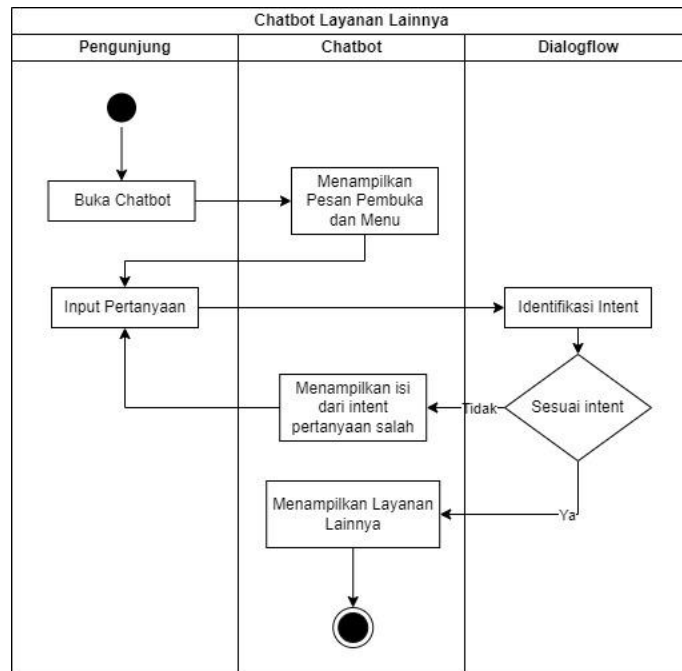 Chatbot Layanan Lainnya
Pengunjung
Chatbot
Dialogflow
Buka Chatbot
Menampilkan
Pesan Pembuka
dan Menu
Input Pertanyaan
Identifikasi Intent
Menampilkan isi
dari intent
pertanyaan salah
Tidak
Sesuai intent
Menampilkan Layanan
Lainnya
Ya